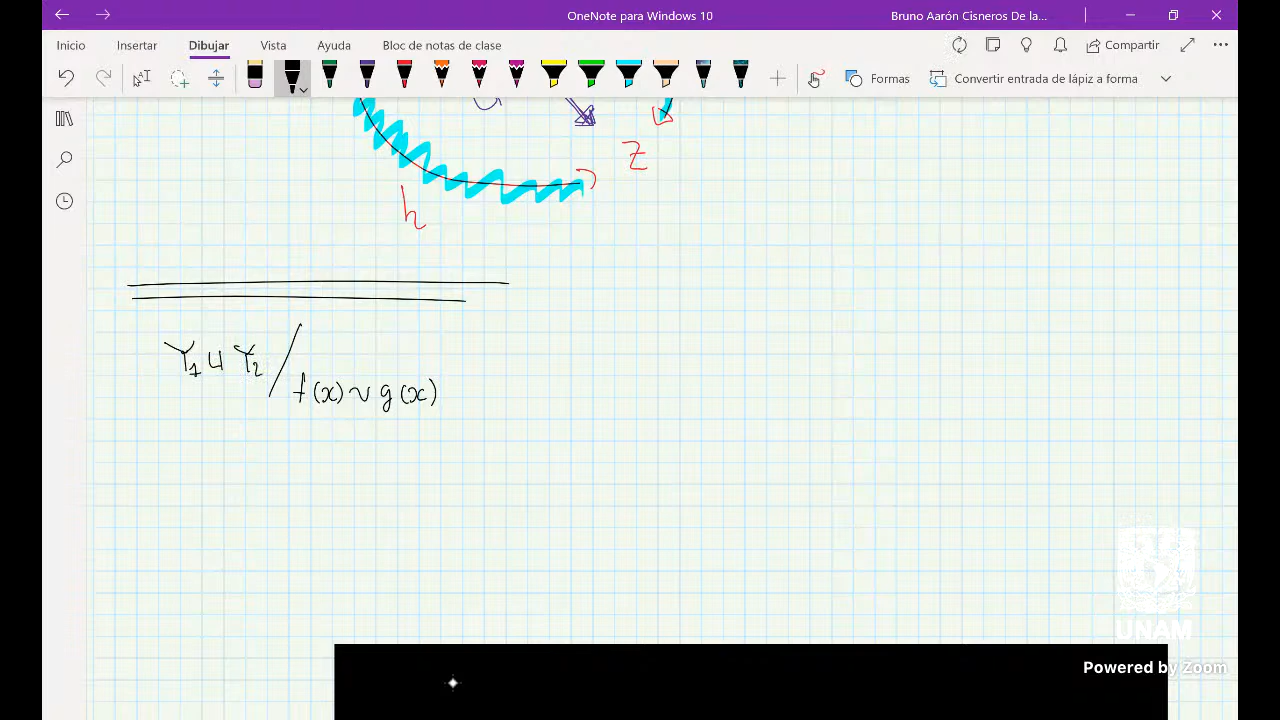 OneNote para Windows 10
Bruno Aarón Cisneros De la...
Inicio
Insertar
Dibujar
Vista
Ayuda
Bloc de notas de clase
Compartir
Formas
Convertir entrada de lápiz a forma
Z
h
Y₁ ⊔ Y₂ /
f(x) ~ g(x)
UNAM
Powered by Zoom